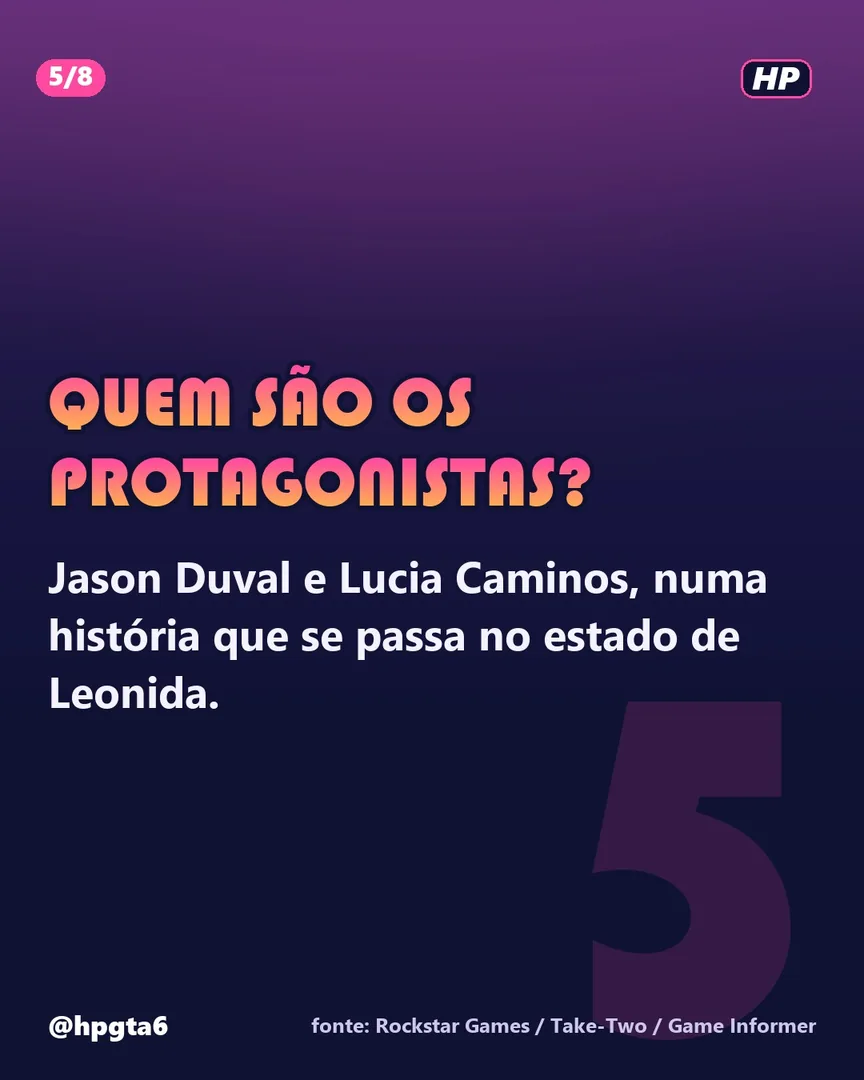 5/8
HP
QUEM SÃO OS
PROTAGONISTAS?
Jason Duval e Lucia Caminos, numa
história que se passa no estado de
Leonida.
5
@hpgta6
fonte: Rockstar Games / Take-Two / Game Informer